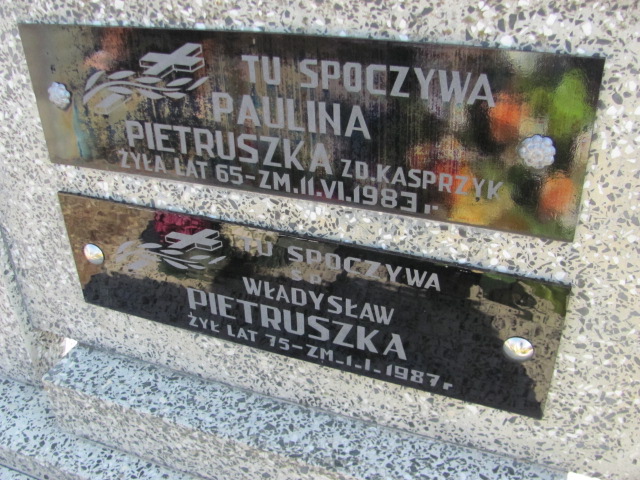 TU SPOCZYWA
PAULINA
PIETRUSZKA ZD. KASPRZYK
ŻYŁA LAT 65-ZM. 11.VI.1983 r.
TU SPOCZYWA
Ś.P.
WŁADYSŁAW
PIETRUSZKA
ŻYŁ LAT 75-ZM-1.I.1987 r